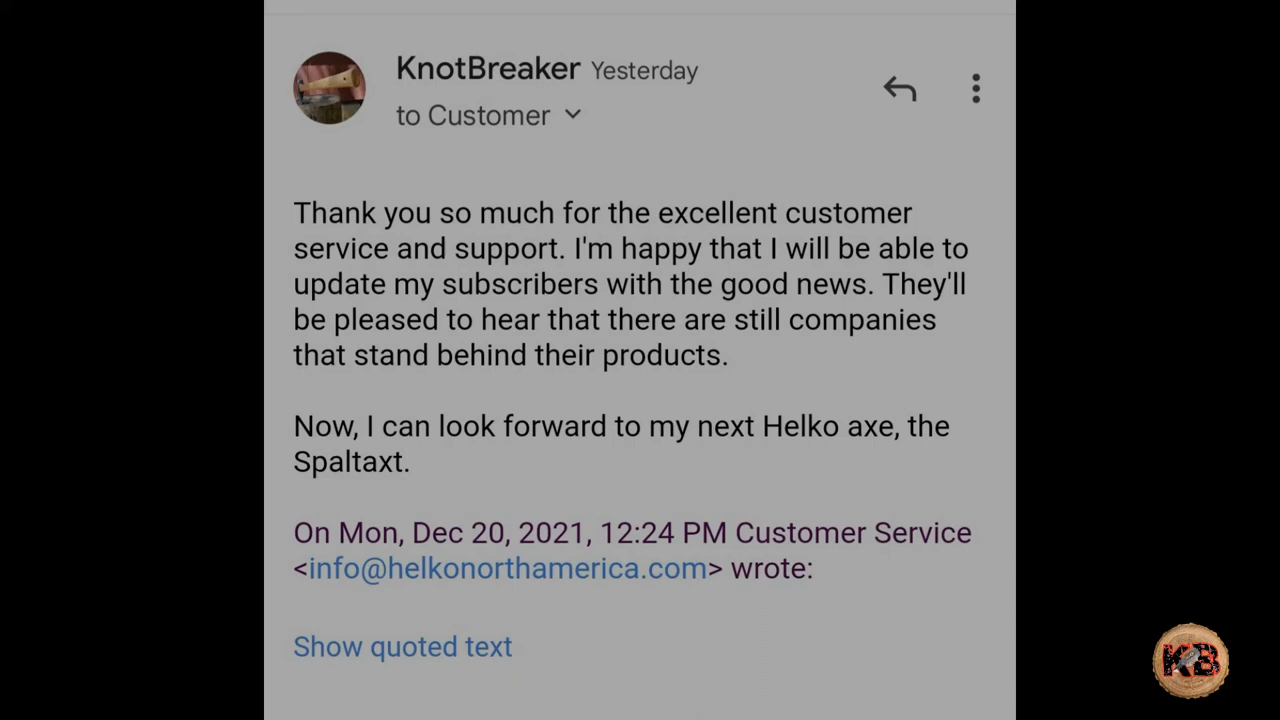 KnotBreaker Yesterday
to Customer
Thank you so much for the excellent customer
service and support. I'm happy that I will be able to
update my subscribers with the good news. They'll
be pleased to hear that there are still companies
that stand behind their products.
Now, I can look forward to my next Helko axe, the
Spaltaxt.
On Mon, Dec 20, 2021, 12:24 PM Customer Service
<info@helkonorthamerica.com> wrote:
Show quoted text
KB